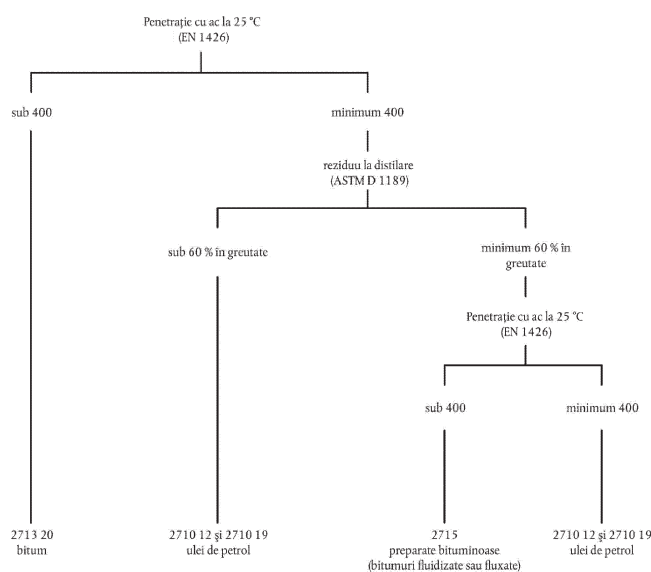 Penetrație cu ac la 25 °C
(EN 1426)
sub 400
minimum 400
reziduu la distilare
(ASTM D 1189)
sub 60 % în greutate
minimum 60 % în
greutate
Penetrație cu ac la 25 °C
(EN 1426)
sub 400
minimum 400
2713 20
bitum
2710 12 și 2710 19
ulei de petrol
2715
preparate bituminoase
(bitumuri fluidizate sau fluxate)
2710 12 și 2710 19
ulei de petrol